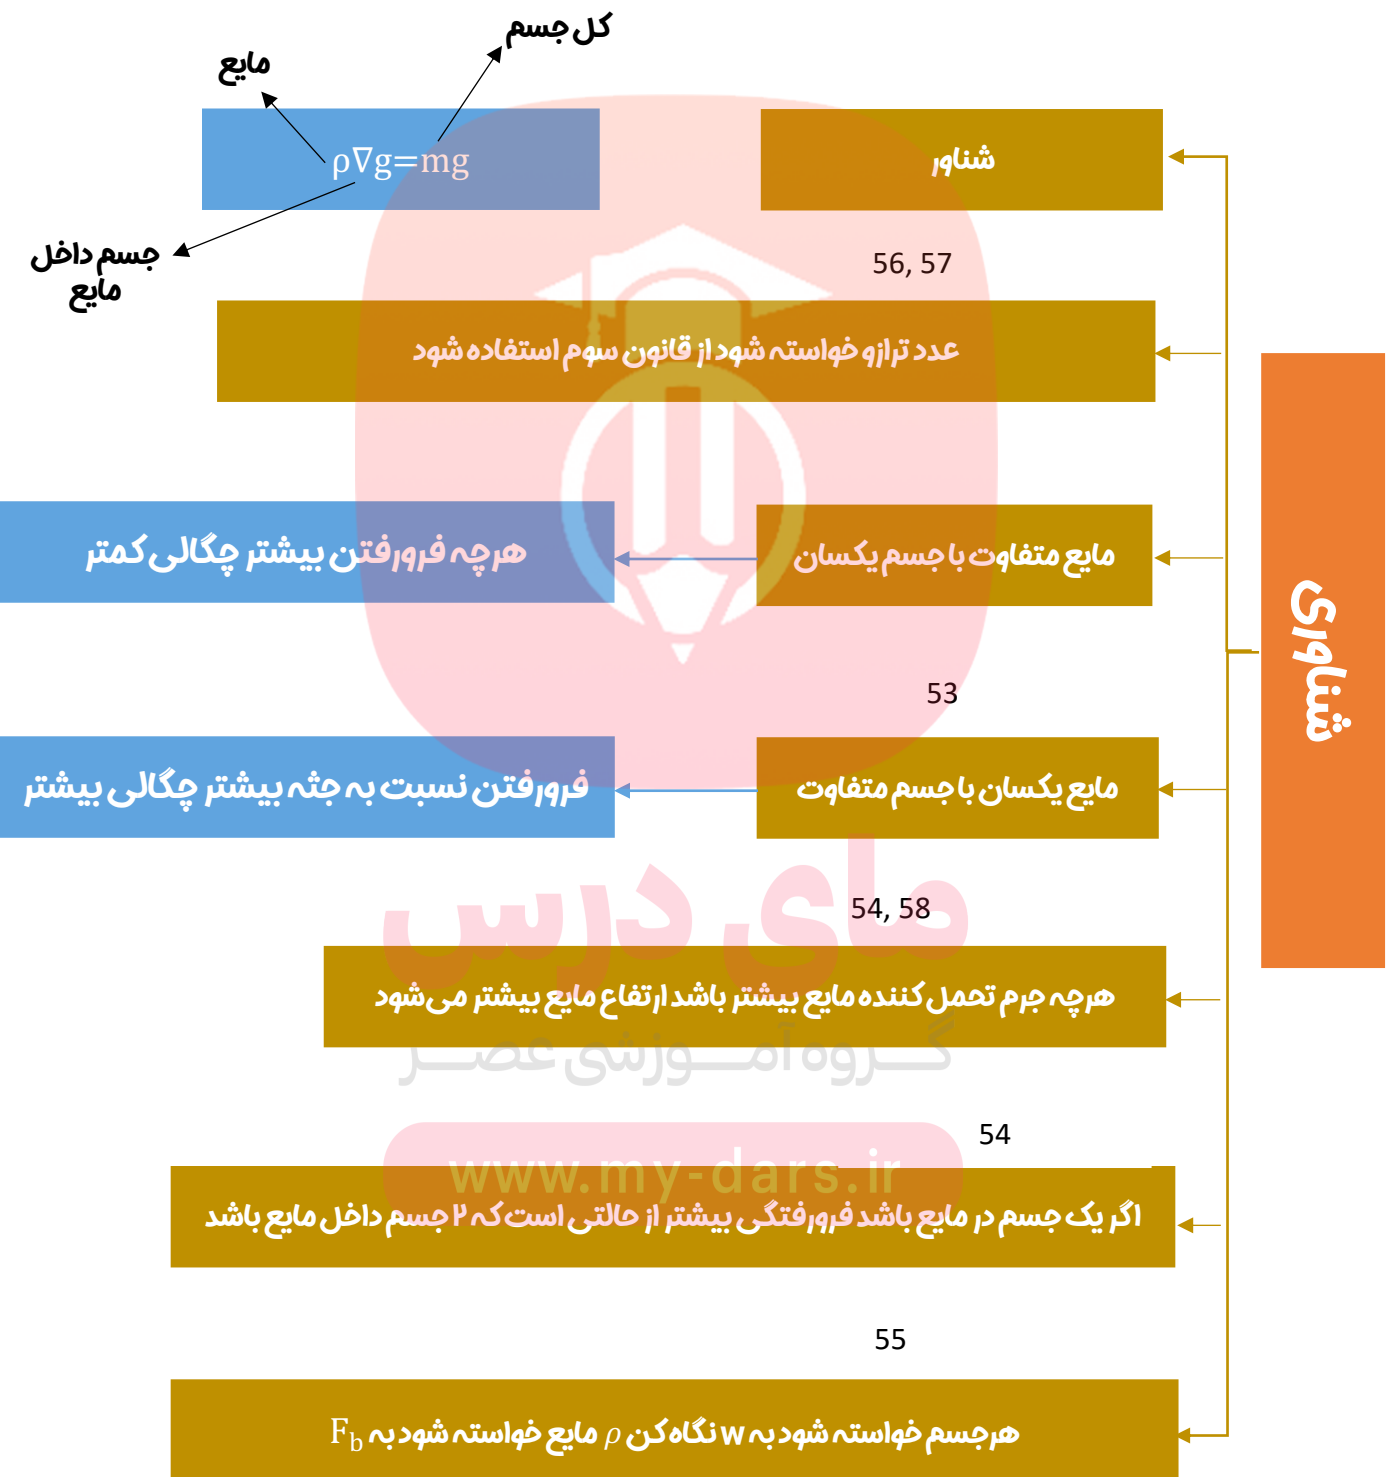 کل جسم
مایع
شناور
ρ∇g=mg
جسم داخل
مایع
56, 57
عدد ترازو خواسته شود از قانون سوم استفاده شود
شناوری
مایع متفاوت با جسم یکسان
هرچه فرورفتن بیشتر چگالی کمتر
53
مایع یکسان با جسم متفاوت
فرورفتن نسبت به جثه بیشتر چگالی بیشتر
مای درس
54, 58
هرچه جرم تحمل کننده مایع بیشتر باشد ارتفاع مایع بیشتر می‌شود
گروه آموزشی عصر
54
www.my-dars.ir
اگر یک جسم در مایع باشد فرورفتگی بیشتر از حالتی است که ۲ جسم داخل مایع باشد
55
هرجسم خواسته شود به w نگاه کن ρ مایع خواسته شود به F_b